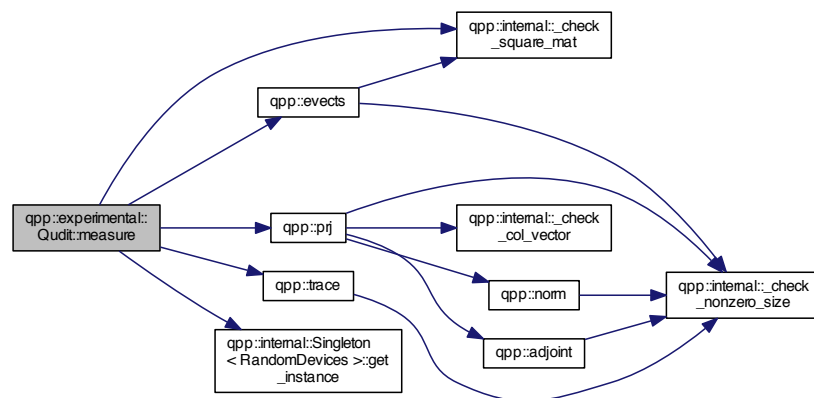 qpp::experimental::
Qudit::measure
qpp::internal::_check
_square_mat
qpp::evects
qpp::prj
qpp::internal::_check
_col_vector
qpp::trace
qpp::norm
qpp::internal::_check
_nonzero_size
qpp::adjoint
qpp::internal::Singleton
< RandomDevices >::get
_instance